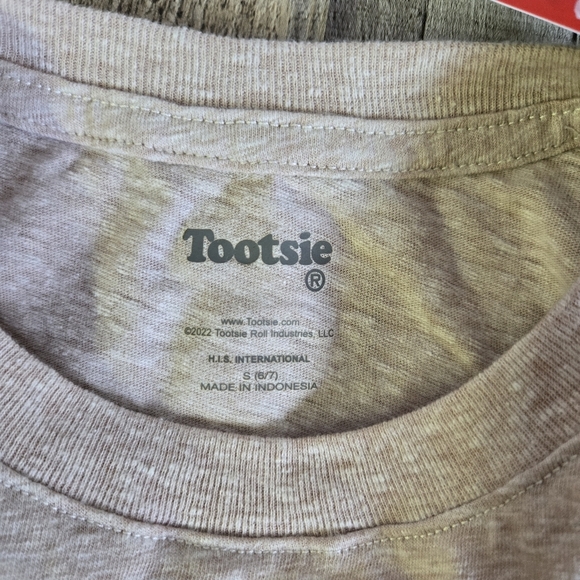 Tootsie
®
www.Tootsie.com
©2022 Tootsie Roll Industries, LLC
H.I.S. INTERNATIONAL
S (6/7)
MADE IN INDONESIA